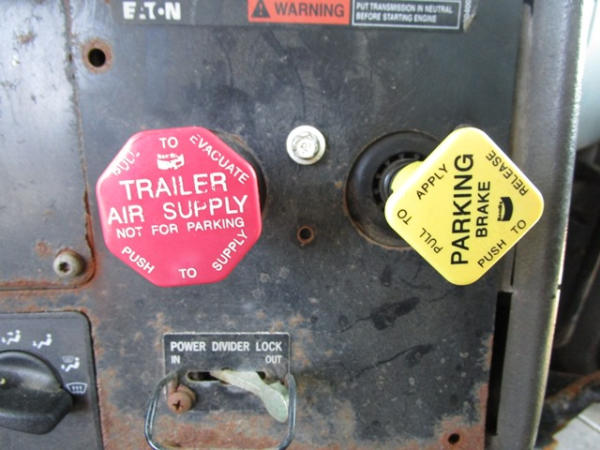 EATON
WARNING
PUT TRANSMISSION IN NEUTRAL
BEFORE STARTING ENGINE
PULL TO EVACUATE
TRAILER
AIR SUPPLY
NOT FOR PARKING
PUSH TO SUPPLY
PULL TO APPLY
PARKING
BRAKE
PUSH TO RELEASE
POWER DIVIDER LOCK
IN OUT